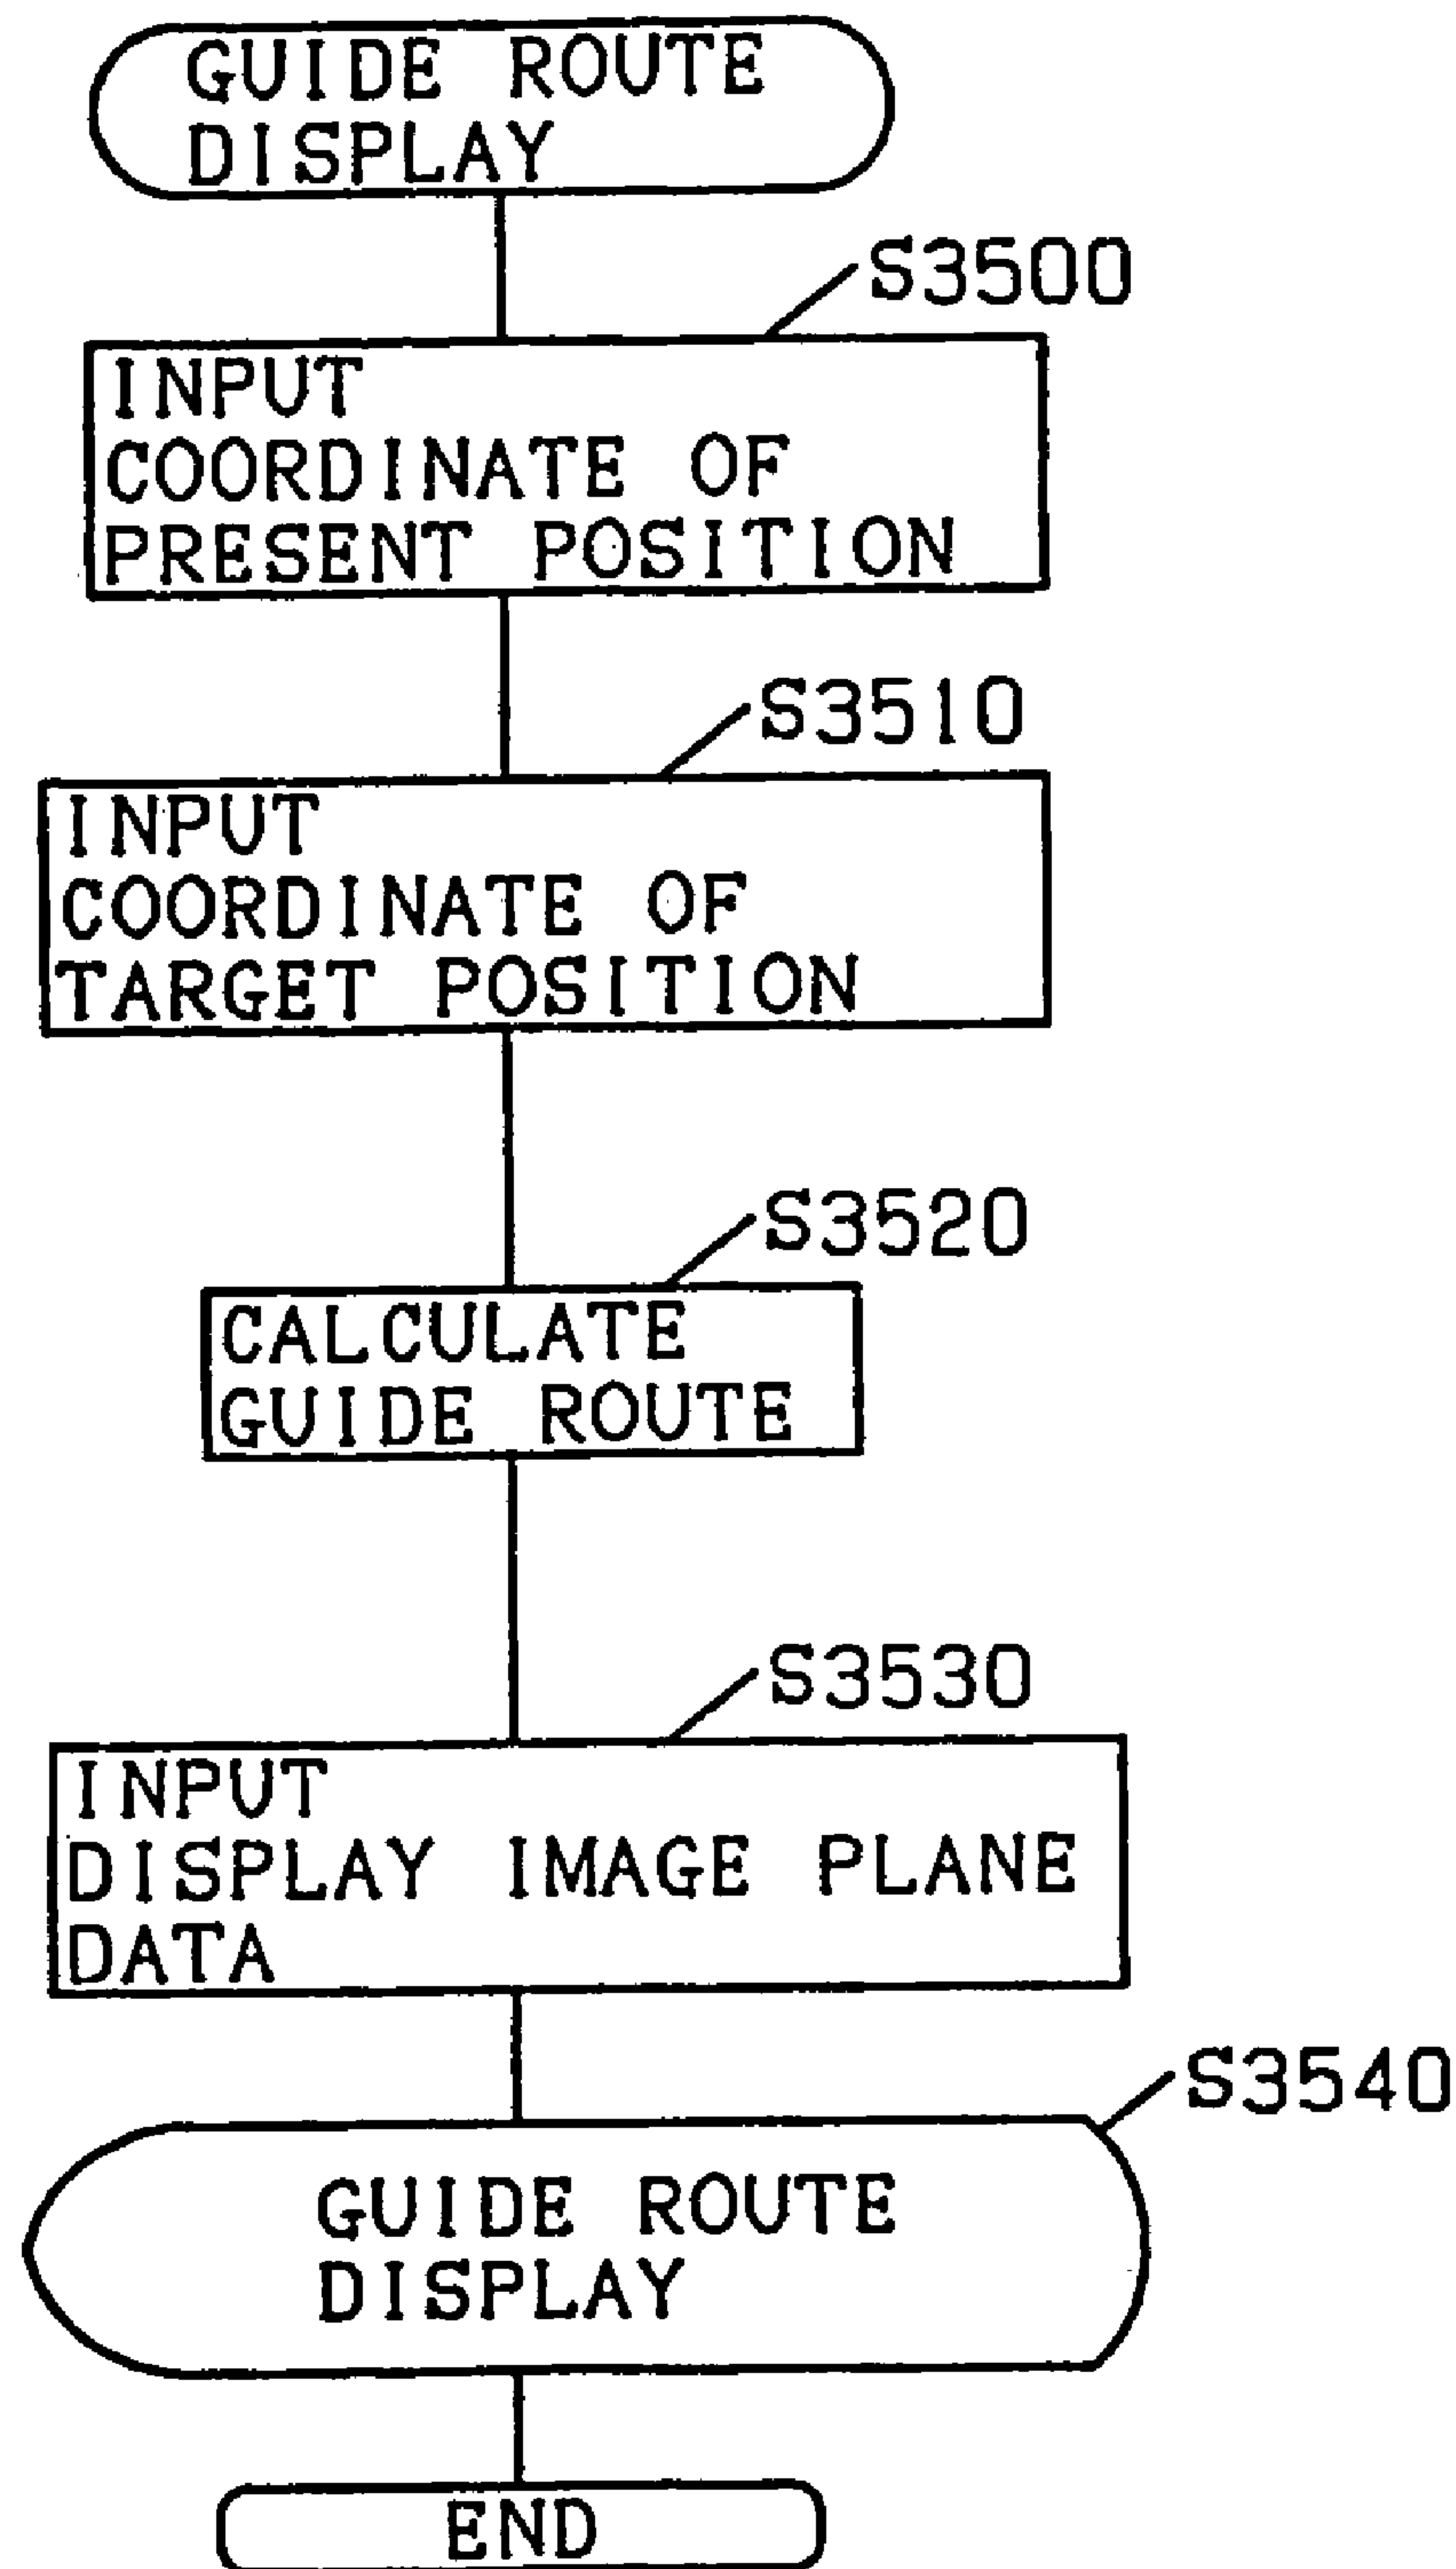 GUIDE ROUTE
DISPLAY
S3500
INPUT
COORDINATE OF
PRESENT POSITION
S3510
INPUT
COORDINATE OF
TARGET POSITION
S3520
CALCULATE
GUIDE ROUTE
S3530
INPUT
DISPLAY IMAGE PLANE
DATA
S3540
GUIDE ROUTE
DISPLAY
END